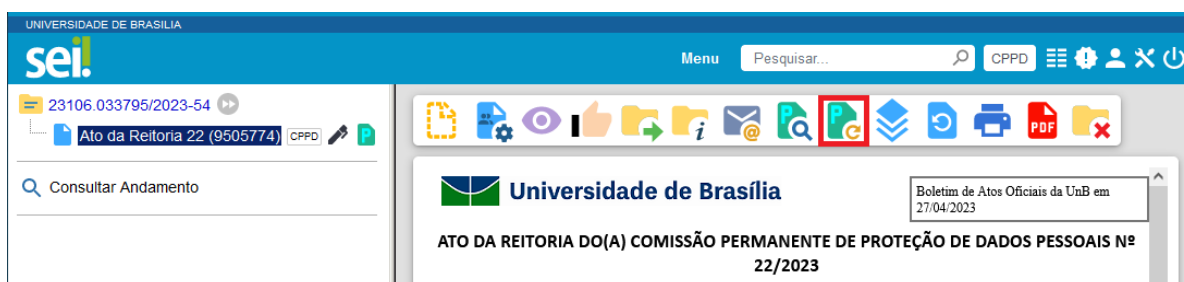 UNIVERSIDADE DE BRASILIA
sei!
Menu
Pesquisar...
CPPD
23106.033795/2023-54
Ato da Reitoria 22 (9505774) CPPD P
Consultar Andamento
i @ P P PDF
Universidade de Brasília
Boletim de Atos Oficiais da UnB em
27/04/2023
ATO DA REITORIA DO(A) COMISSÃO PERMANENTE DE PROTEÇÃO DE DADOS PESSOAIS Nº
22/2023